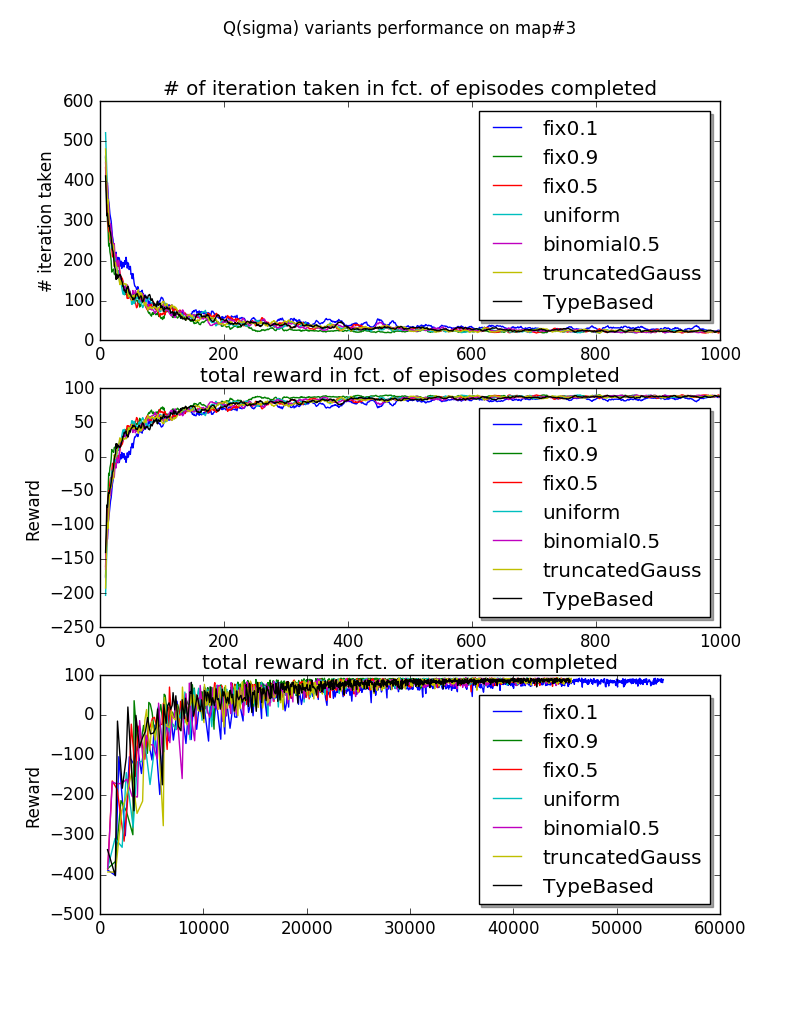 Q(sigma) variants performance on map#3
# of iteration taken in fct. of episodes completed
600
500
400
300
200
100
0
# iteration taken
fix0.1
fix0.9
fix0.5
uniform
binomial0.5
truncatedGauss
TypeBased
0 200 400 600 800 1000
total reward in fct. of episodes completed
100
50
0
−50
−100
−150
−200
−250
Reward
fix0.1
fix0.9
fix0.5
uniform
binomial0.5
truncatedGauss
TypeBased
0 200 400 600 800 1000
total reward in fct. of iteration completed
100
0
−100
−200
−300
−400
−500
Reward
fix0.1
fix0.9
fix0.5
uniform
binomial0.5
truncatedGauss
TypeBased
0 10000 20000 30000 40000 50000 60000